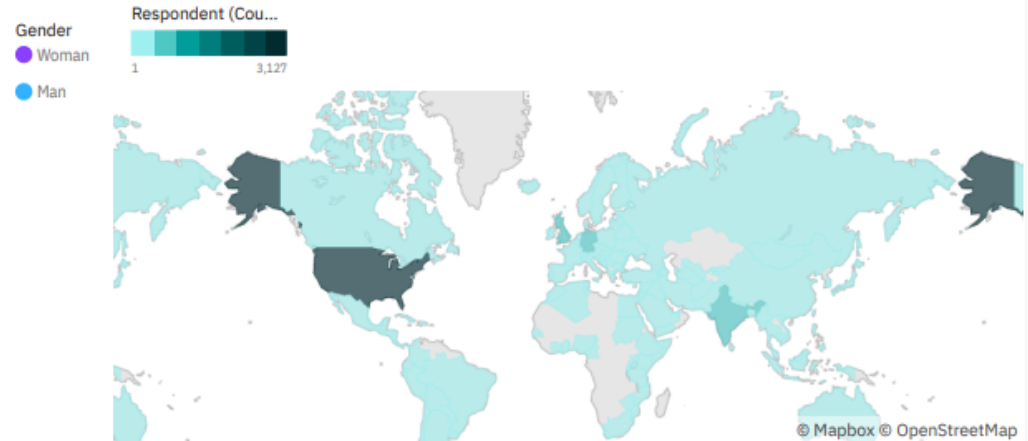 Gender
Woman
Man
Respondent (Cou...
1 3,127
© Mapbox © OpenStreetMap